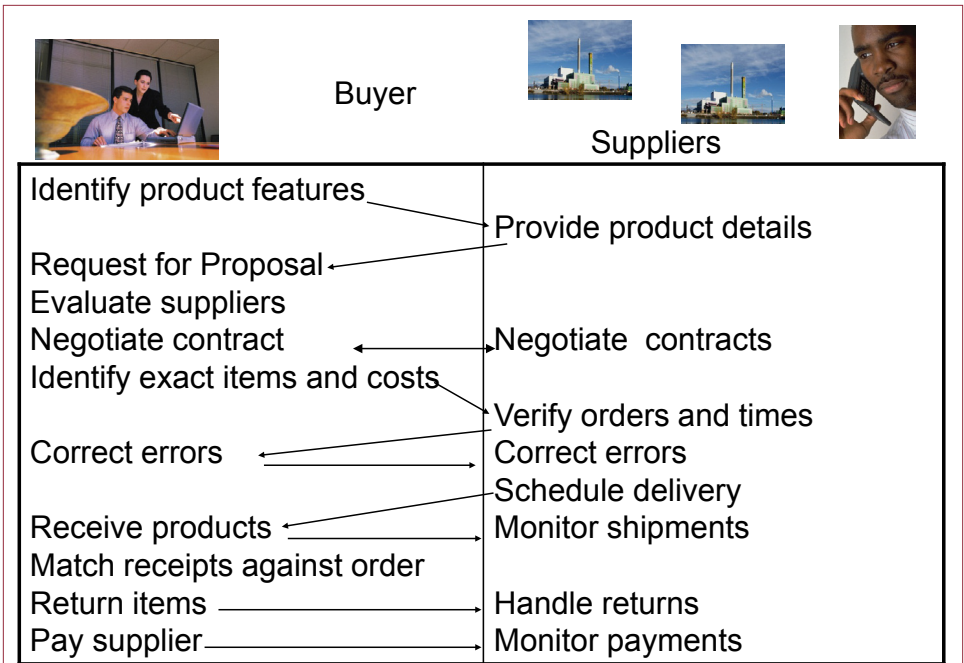 Buyer
Suppliers
Identify product features
Provide product details
Request for Proposal
Evaluate suppliers
Negotiate contract
Negotiate contracts
Identify exact items and costs
Verify orders and times
Correct errors
Correct errors
Schedule delivery
Receive products
Monitor shipments
Match receipts against order
Return items
Handle returns
Pay supplier
Monitor payments